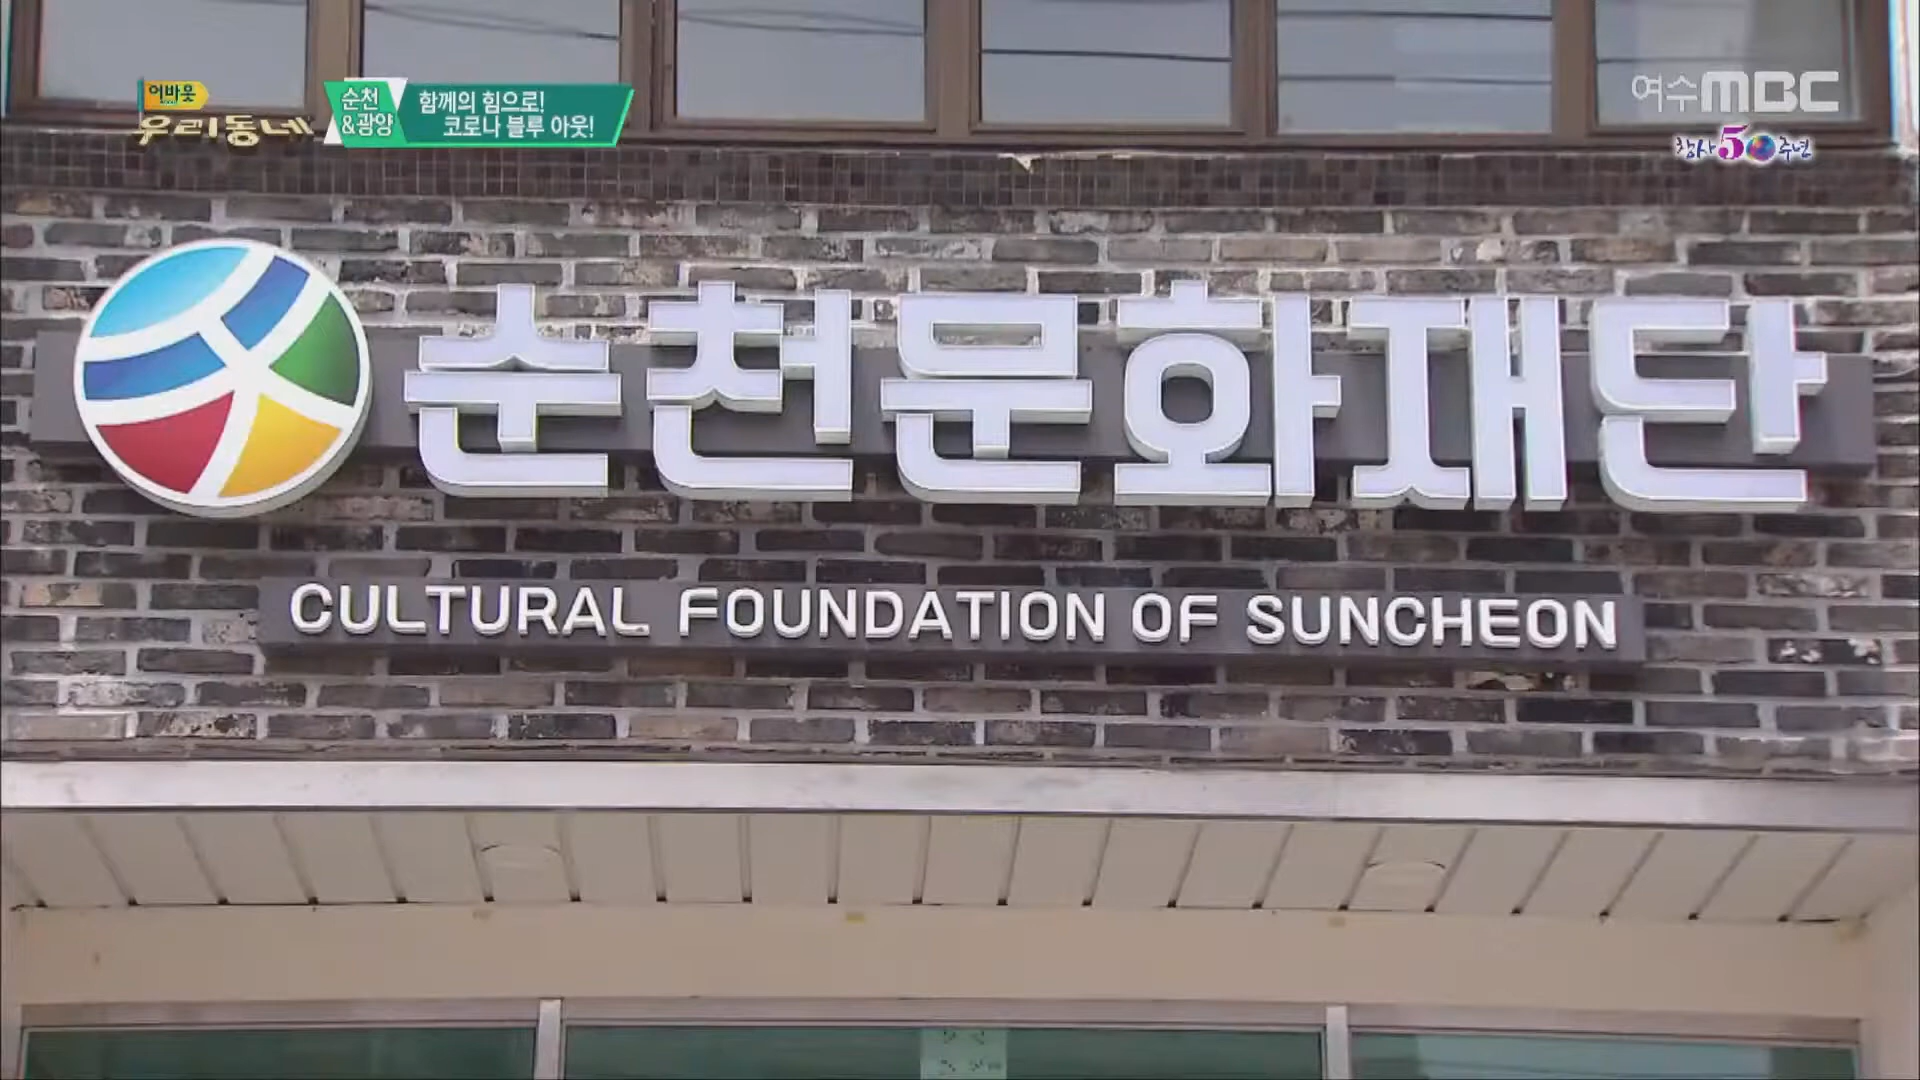 어바웃
우리동네
순천
&광양
함께의 힘으로!
코로나 블루 아웃!
여수MBC
창사50주년
순천문화재단
CULTURAL FOUNDATION OF SUNCHEON